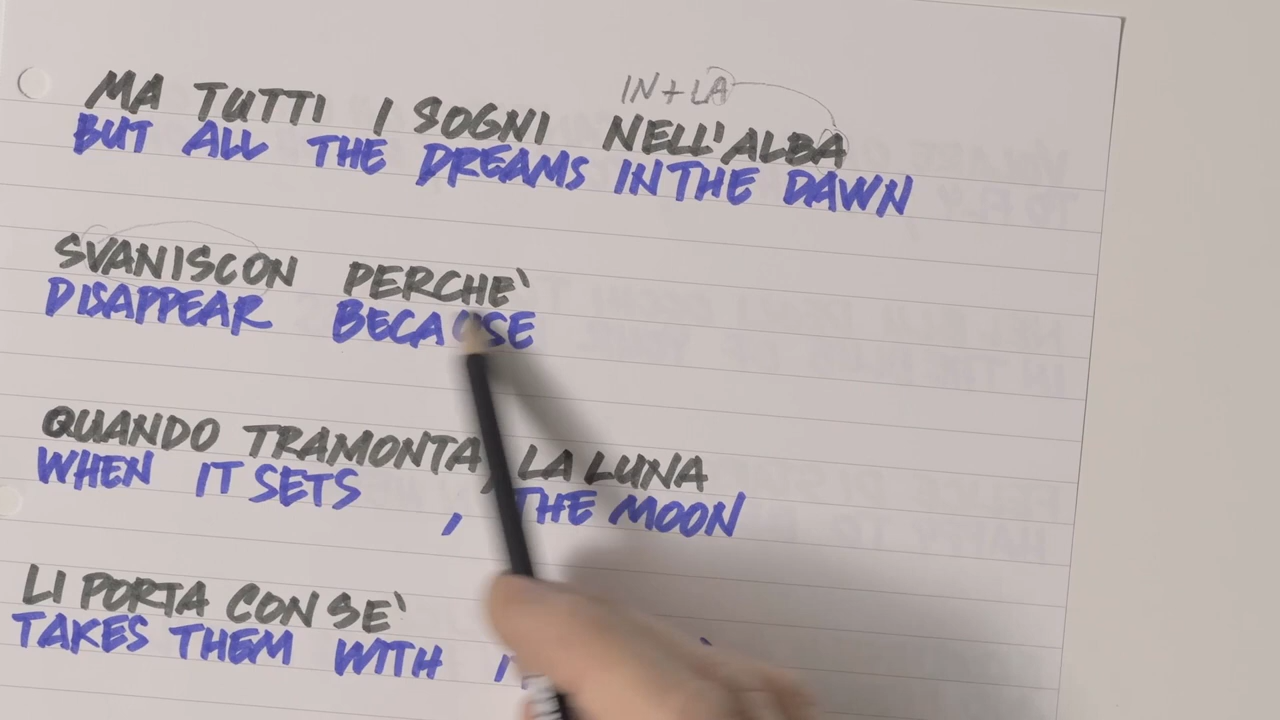 IN+LA
MA TUTTI I SOGNI NELL'ALBA
BUT ALL THE DREAMS IN THE DAWN
SVANISCON PERCHE`
DISAPPEAR BECAUSE
QUANDO TRAMONTA, LA LUNA
WHEN IT SETS , THE MOON
LI PORTA CON SE`
TAKES THEM WITH